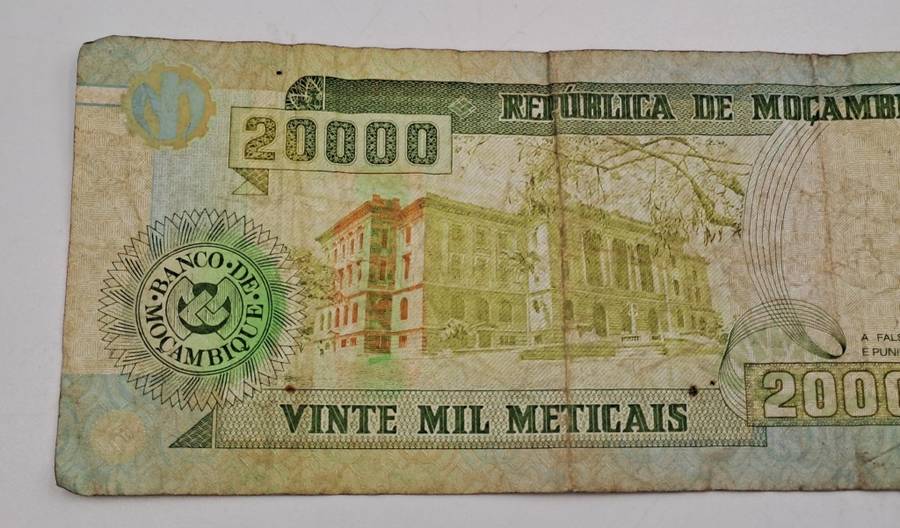 REPÚBLICA DE MOÇAMB
20000
BANCO·DE·MOÇAMBIQUE
A FALS
E PUNI
2000
VINTE MIL METICAIS